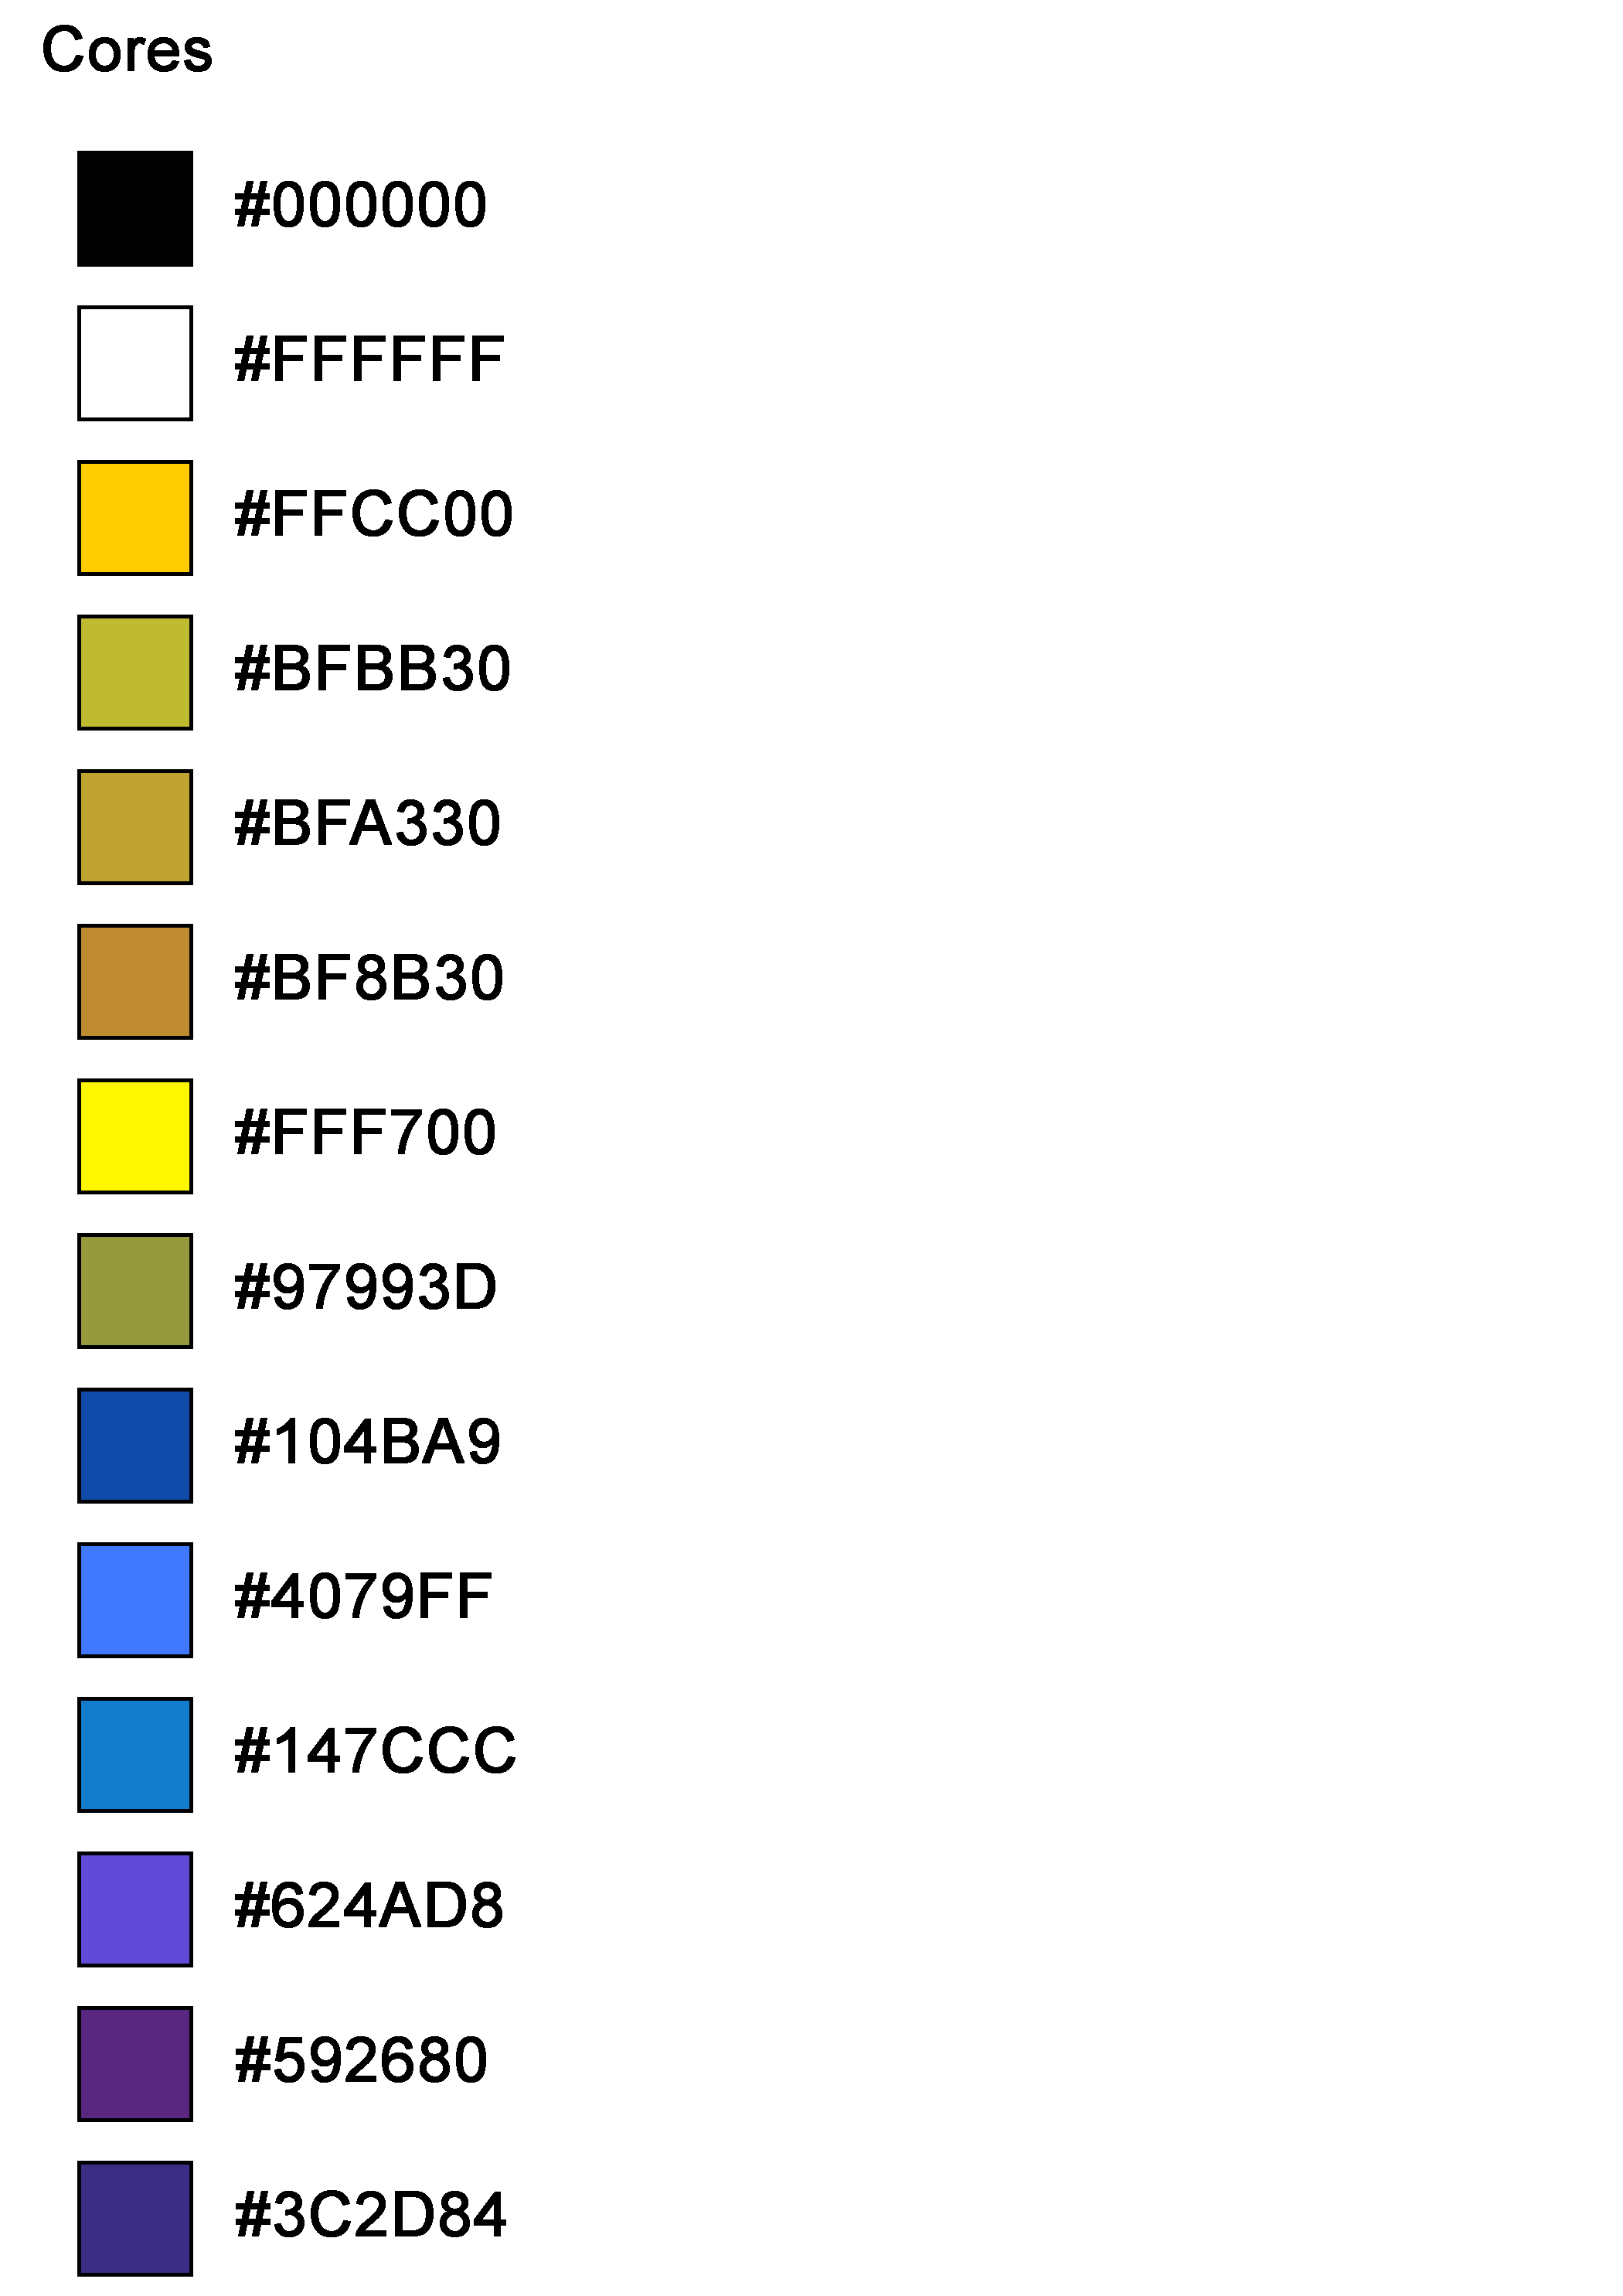 Cores
#000000
#FFFFFF
#FFCC00
#BFBB30
#BFA330
#BF8B30
#FFF700
#97993D
#104BA9
#4079FF
#147CCC
#624AD8
#592680
#3C2D84